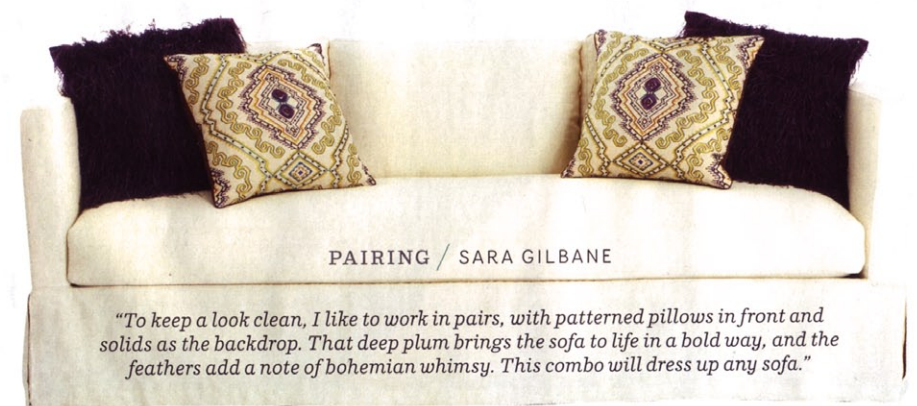 PAIRING / SARA GILBANE
“To keep a look clean, I like to work in pairs, with patterned pillows in front and
solids as the backdrop. That deep plum brings the sofa to life in a bold way, and the
feathers add a note of bohemian whimsy. This combo will dress up any sofa.”